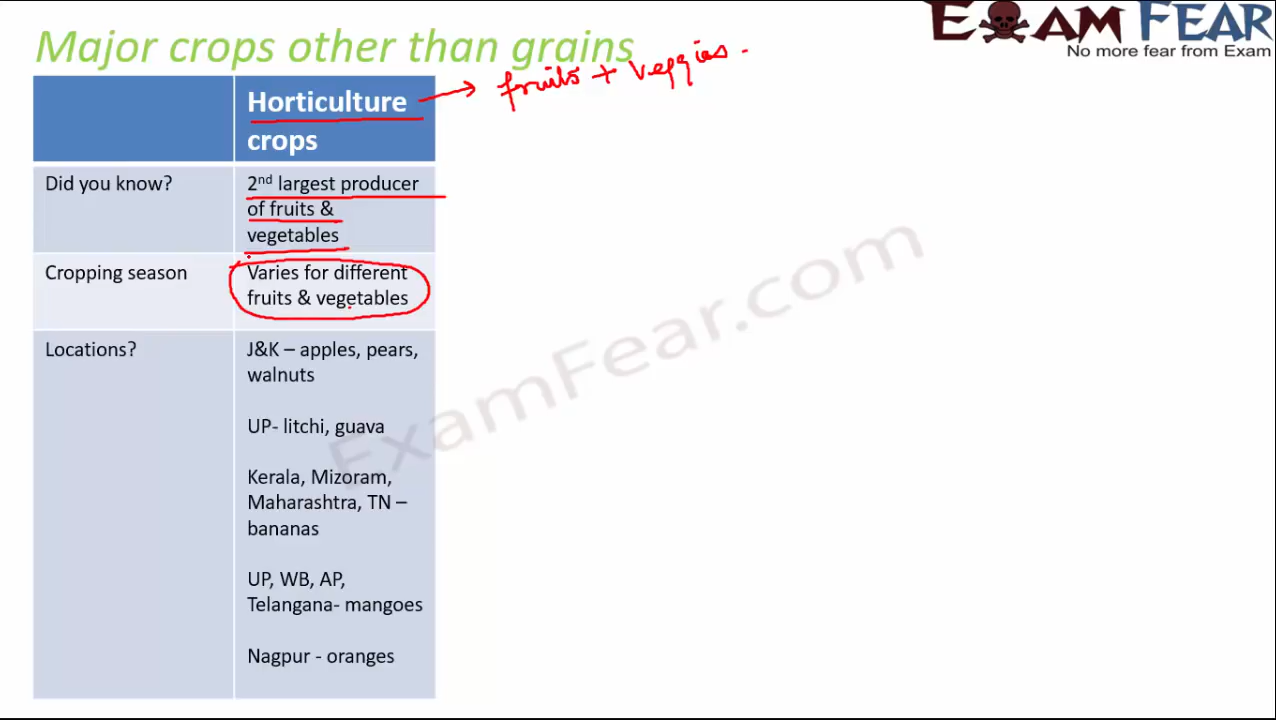 Major crops other than grains
EXAM FEAR
No more fear from Exam
Horticulture
crops
fruits + veggies.
Did you know?
2nd largest producer
of fruits &
vegetables
Cropping season
Varies for different
fruits & vegetables
Locations?
J&K – apples, pears,
walnuts
UP- litchi, guava
Kerala, Mizoram,
Maharashtra, TN –
bananas
UP, WB, AP,
Telangana- mangoes
Nagpur - oranges
ExamFear.com